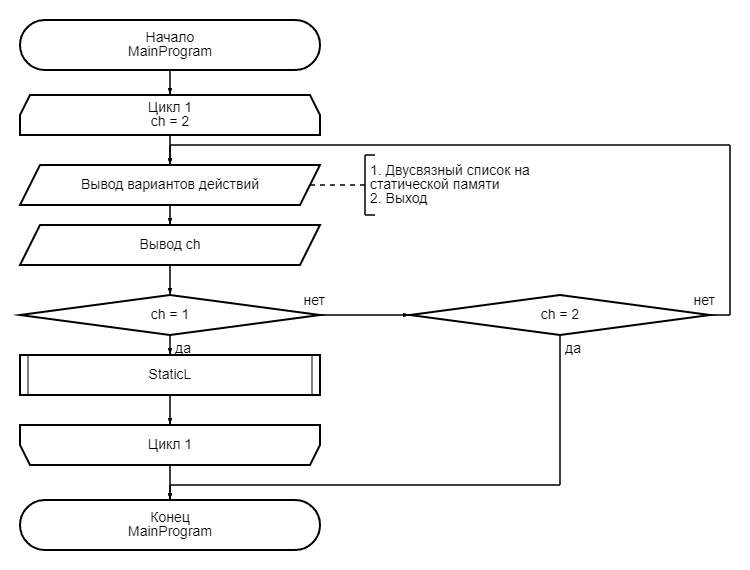 Начало
MainProgram
Цикл 1
ch = 2
Вывод вариантов действий
1. Двусвязный список на
статической памяти
2. Выход
Вывод ch
ch = 1
нет
ch = 2
нет
да
да
StaticL
Цикл 1
Конец
MainProgram